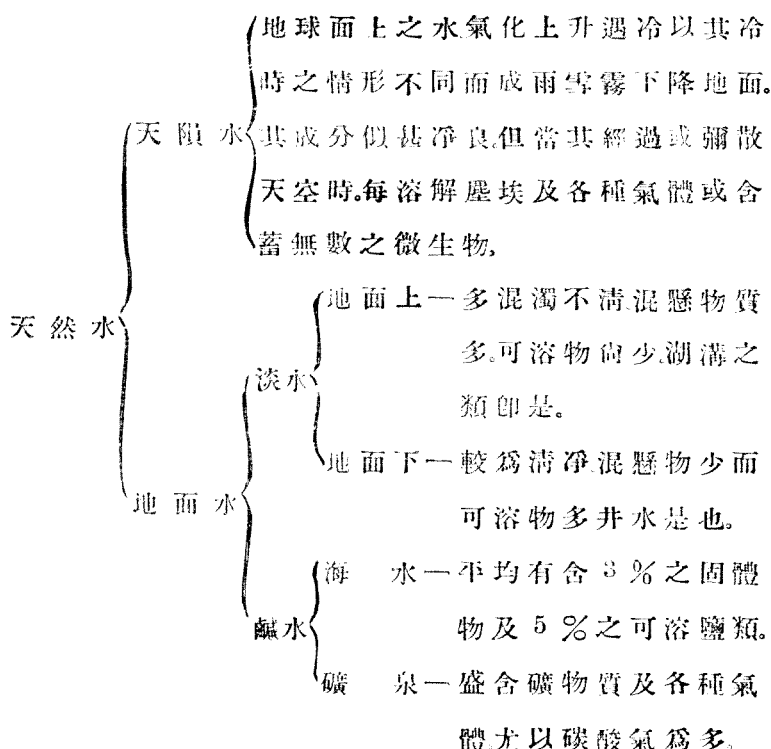 地球面上之水氣化上升遇冷以其冷
時之情形不同而成雨雪霧下降地面。
天隕水
其成分似甚淨良。但當其經過或彌散
天空時。每溶解塵埃及各種氣體或含
蓄無數之微生物。
天然水
地面上一多混濁不清混懸物質
多。可溶物尙少。湖溝之
淡水
類卽是。
地面下一較爲清淨混懸物少而
地面水
可溶物多井水是也。
海水一平均有含3%之固體
鹹水
物及5%之可溶鹽類。
礦泉一盛含礦物質及各種氣
體。尤以碳酸氣爲多。